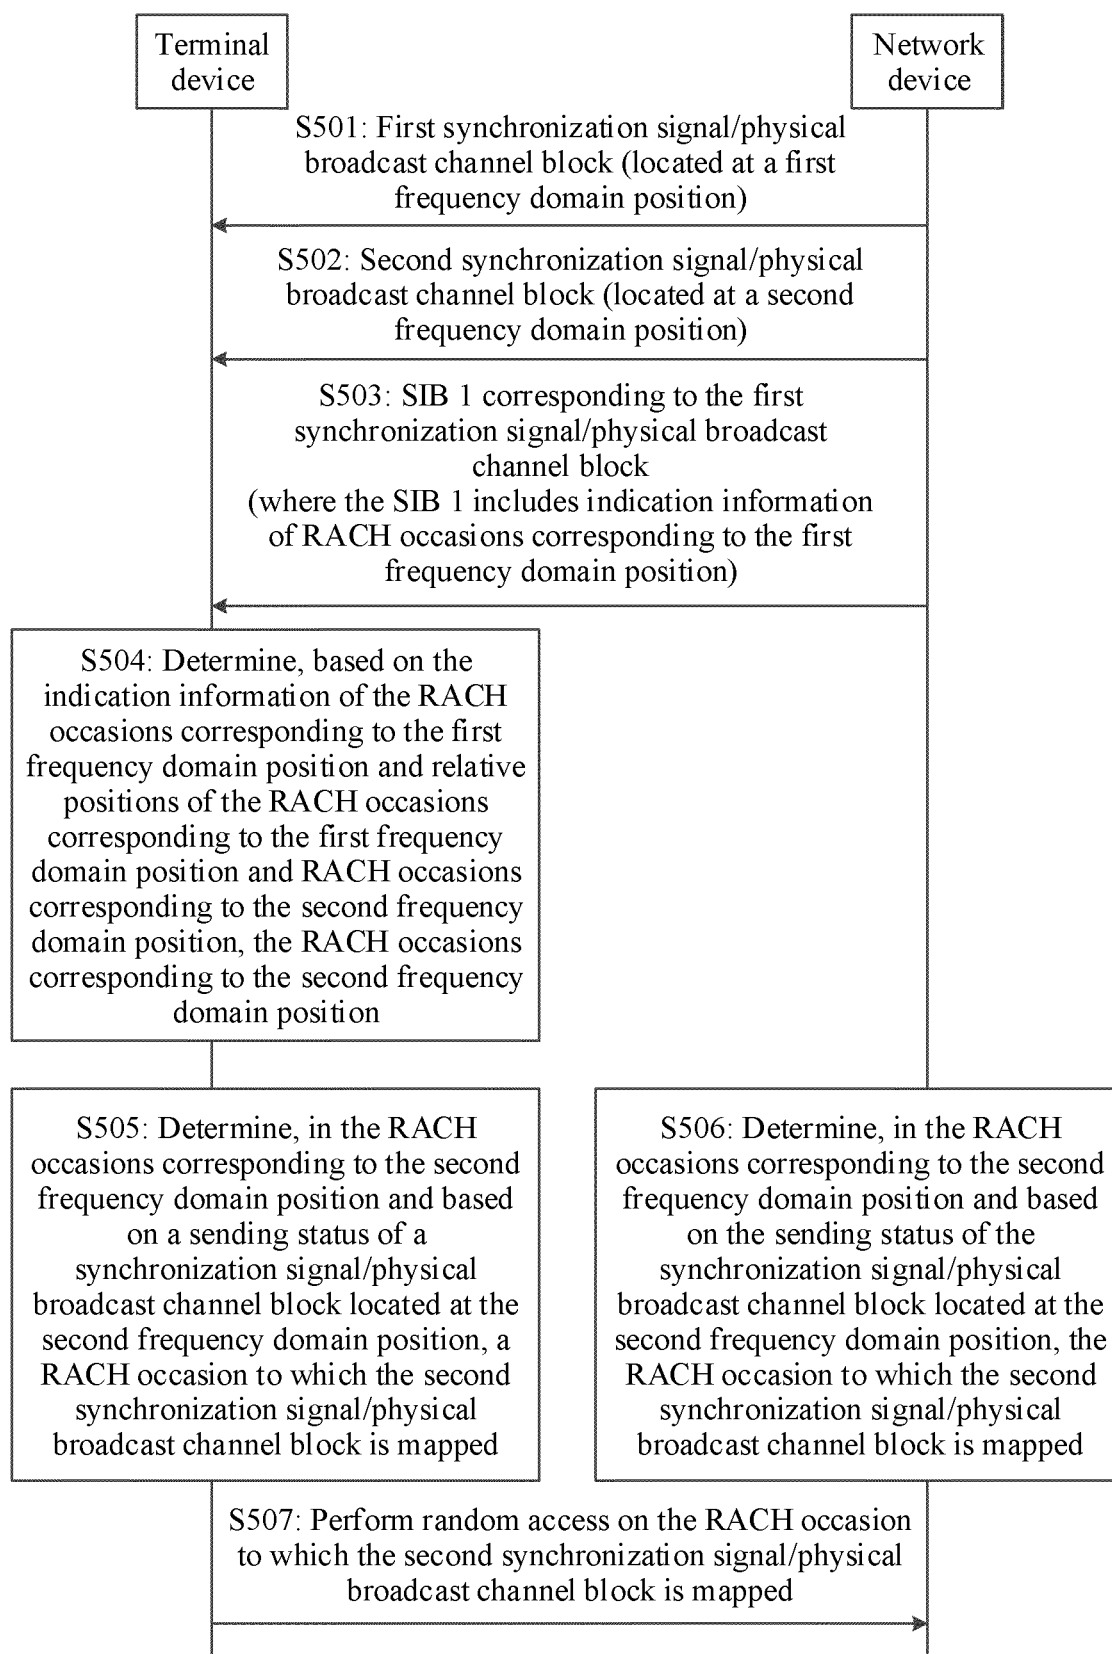 Terminal
device
Network
device
S501: First synchronization signal/physical
broadcast channel block (located at a first
frequency domain position)
S502: Second synchronization signal/physical
broadcast channel block (located at a second
frequency domain position)
S503: SIB 1 corresponding to the first
synchronization signal/physical broadcast
channel block
(where the SIB 1 includes indication information
of RACH occasions corresponding to the first
frequency domain position)
S504: Determine, based on the
indication information of the RACH
occasions corresponding to the first
frequency domain position and relative
positions of the RACH occasions
corresponding to the first frequency
domain position and RACH occasions
corresponding to the second frequency
domain position, the RACH occasions
corresponding to the second frequency
domain position
S505: Determine, in the RACH
occasions corresponding to the second
frequency domain position and based
on a sending status of a
synchronization signal/physical
broadcast channel block located at the
second frequency domain position, a
RACH occasion to which the second
synchronization signal/physical
broadcast channel block is mapped
S506: Determine, in the RACH
occasions corresponding to the second
frequency domain position and based
on the sending status of the
synchronization signal/physical
broadcast channel block located at the
second frequency domain position, the
RACH occasion to which the second
synchronization signal/physical
broadcast channel block is mapped
S507: Perform random access on the RACH occasion
to which the second synchronization signal/physical
broadcast channel block is mapped